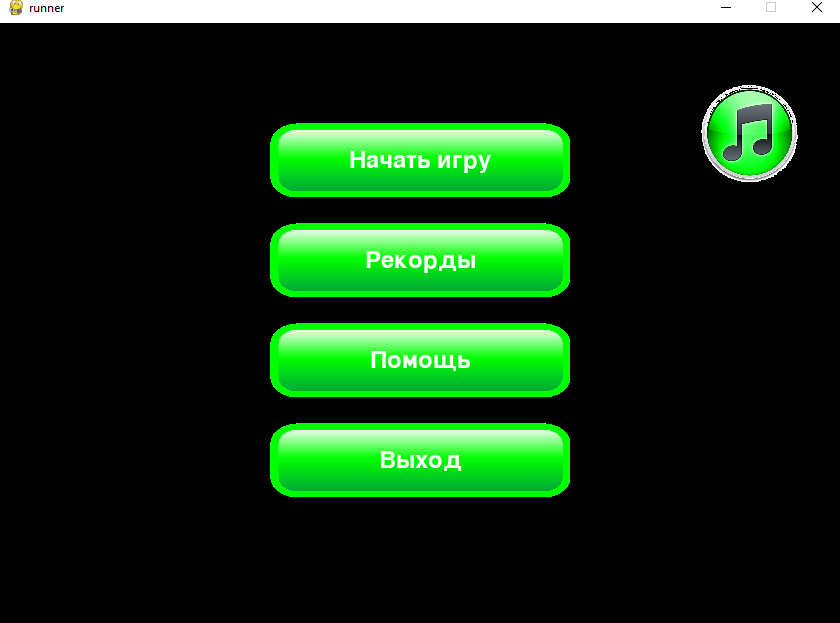 runner
Начать игру
Рекорды
Помощь
Выход